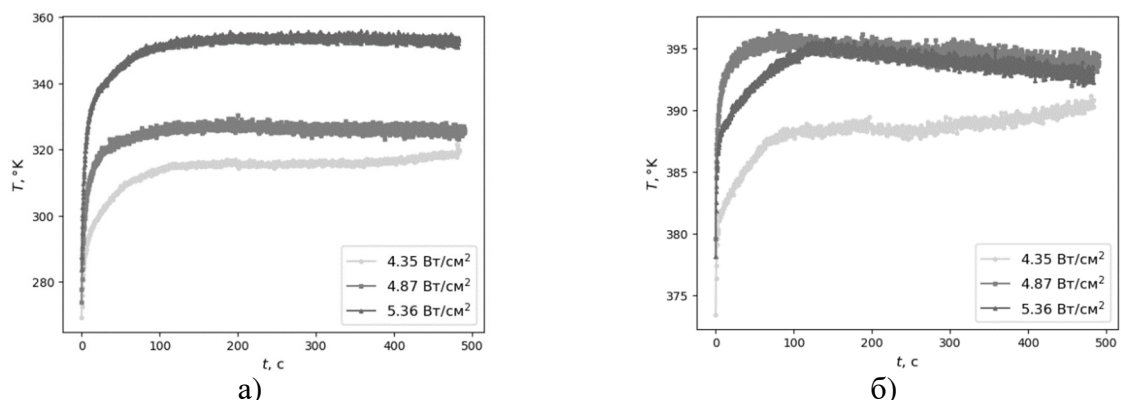 360
340
320
300
280
T, °K
4.35 Вт/см²
4.87 Вт/см²
5.36 Вт/см²
0 100 200 300 400 500
t, с
а)
395
390
385
380
375
T, °K
4.35 Вт/см²
4.87 Вт/см²
5.36 Вт/см²
0 100 200 300 400 500
t, с
б)